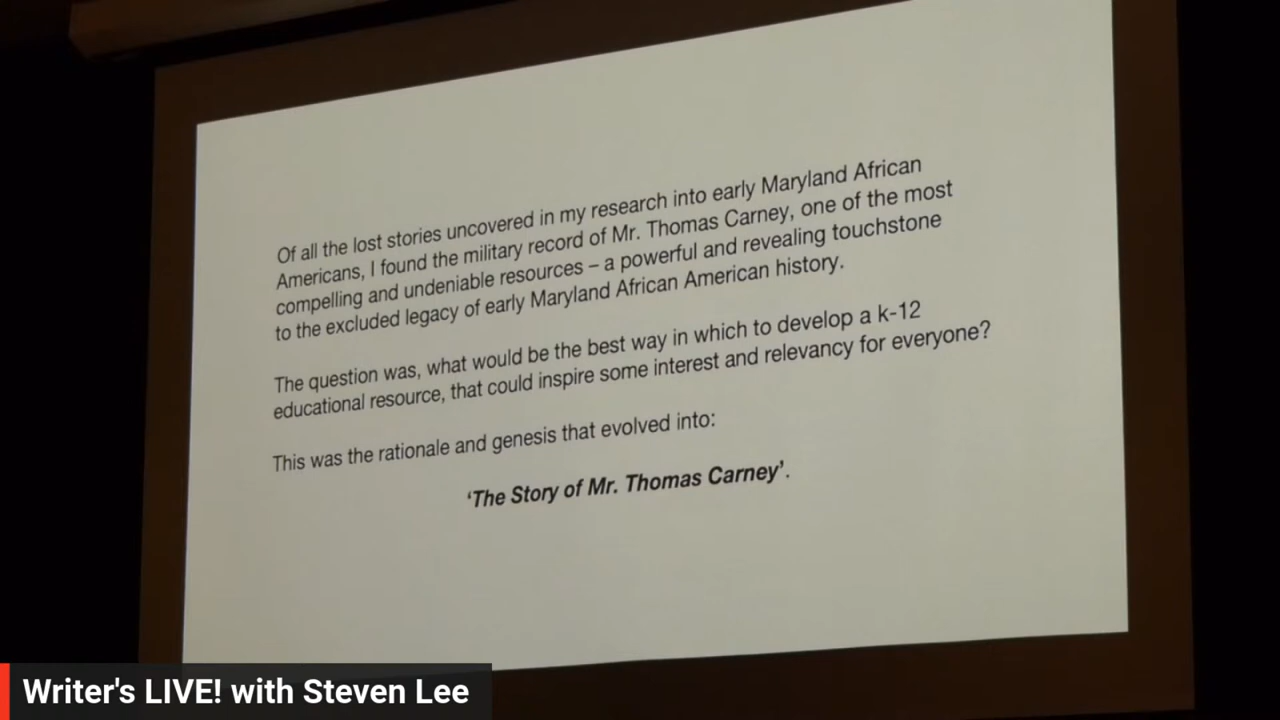 Of all the lost stories uncovered in my research into early Maryland African
Americans, I found the military record of Mr. Thomas Carney, one of the most
compelling and undeniable resources – a powerful and revealing touchstone
to the excluded legacy of early Maryland African American history.
The question was, what would be the best way in which to develop a k-12
educational resource, that could inspire some interest and relevancy for everyone?
This was the rationale and genesis that evolved into:
‘The Story of Mr. Thomas Carney’.
Writer's LIVE! with Steven Lee